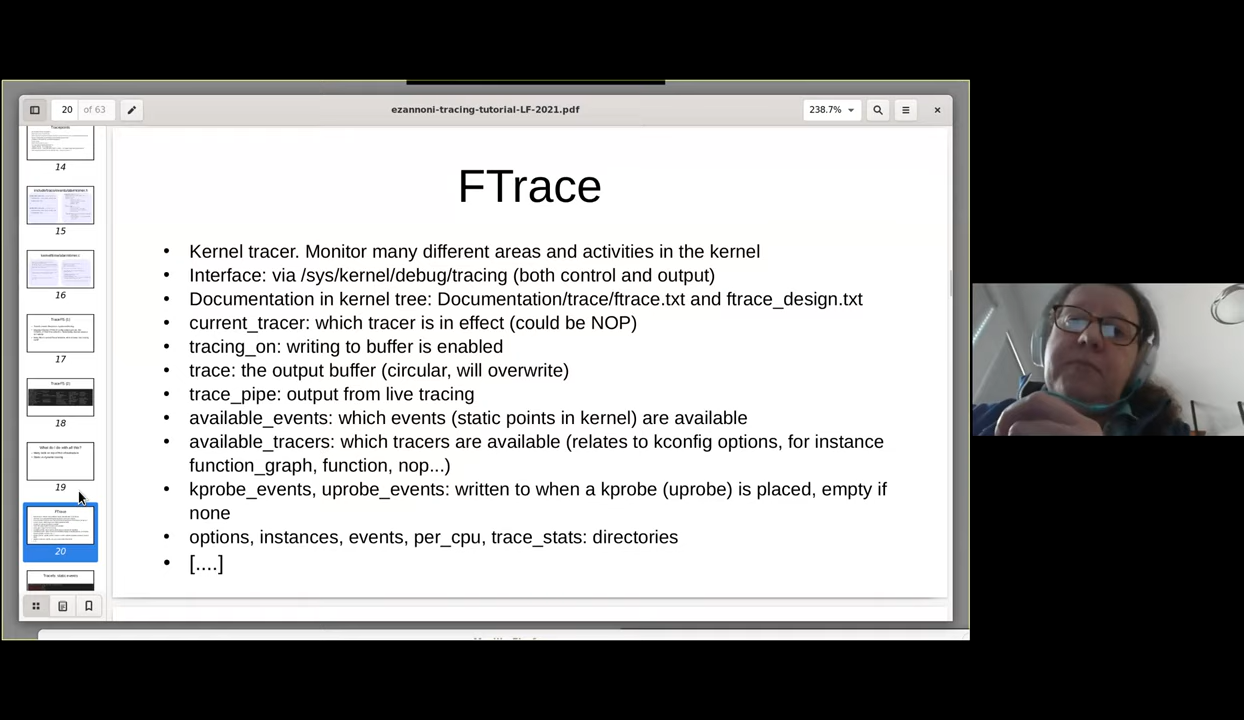 20 of 63
ezannoni-tracing-tutorial-LF-2021.pdf
238.7%
14
15
16
17
18
19
20
FTrace
Kernel tracer. Monitor many different areas and activities in the kernel
Interface: via /sys/kernel/debug/tracing (both control and output)
Documentation in kernel tree: Documentation/trace/ftrace.txt and ftrace_design.txt
current_tracer: which tracer is in effect (could be NOP)
tracing_on: writing to buffer is enabled
trace: the output buffer (circular, will overwrite)
trace_pipe: output from live tracing
available_events: which events (static points in kernel) are available
available_tracers: which tracers are available (relates to kconfig options, for instance
function_graph, function, nop...)
kprobe_events, uprobe_events: written to when a kprobe (uprobe) is placed, empty if
none
options, instances, events, per_cpu, trace_stats: directories
[....]